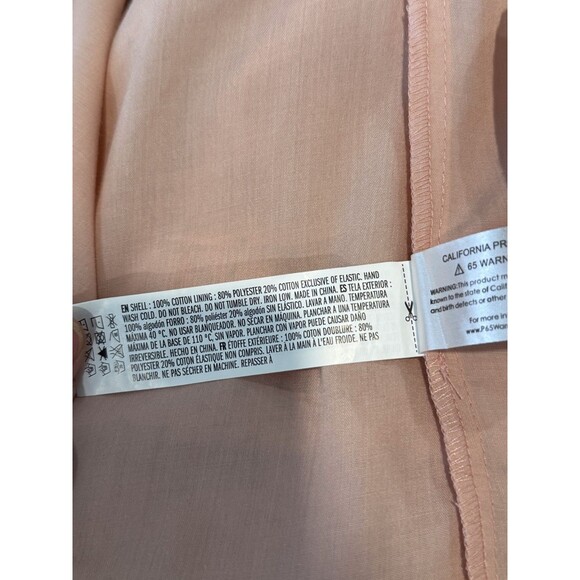 EN SHELL : 100% COTTON LINING : 80% POLYESTER 20% COTTON EXCLUSIVE OF ELASTIC. HAND
WASH COLD. DO NOT BLEACH. DO NOT TUMBLE DRY. IRON LOW. MADE IN CHINA. ES TELA EXTERIOR :
100% algodón FORRO : 80% poliéster 20% algodón SIN ELÁSTICO. LAVAR A MANO. TEMPERATURA
MÁXIMA 40 °C. NO USAR BLANQUEADOR. NO SECAR EN MÁQUINA. PLANCHAR A UNA TEMPERATURA
MÁXIMA DE LA BASE DE 110 °C, SIN VAPOR. PLANCHAR CON VAPOR PUEDE CAUSAR DAÑO
IRREVERSIBLE. HECHO EN CHINA. FR ÉTOFFE EXTÉRIEURE : 100% COTON DOUBLURE : 80%
POLYESTER 20% COTON ÉLASTIQUE NON COMPRIS. LAVER À LA MAIN À L'EAU FROIDE. NE PAS
BLANCHIR. NE PAS SÉCHER EN MACHINE. REPASSER À
CALIFORNIA PR
⚠ 65 WARN
WARNING: This product m
known to the state of Calif
and birth defects or other
For more in
www.P65War